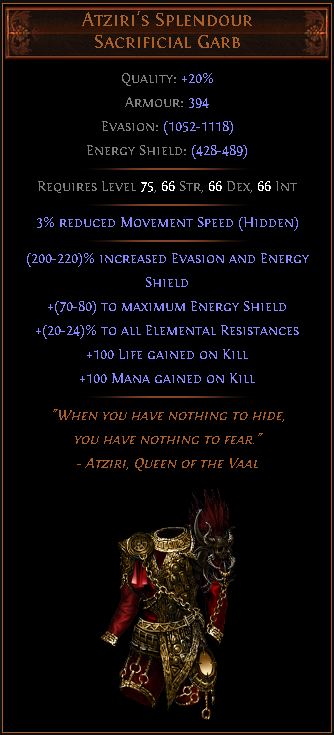 Atziri's Splendour
Sacrificial Garb
Quality: +20%
Armour: 394
Evasion: (1052-1118)
Energy Shield: (428-489)
Requires Level 75, 66 Str, 66 Dex, 66 Int
3% reduced Movement Speed (Hidden)
(200-220)% increased Evasion and Energy
Shield
+(70-80) to maximum Energy Shield
+(20-24)% to all Elemental Resistances
+100 Life gained on Kill
+100 Mana gained on Kill
"When you have nothing to hide,
you have nothing to fear."
- Atziri, Queen of the Vaal